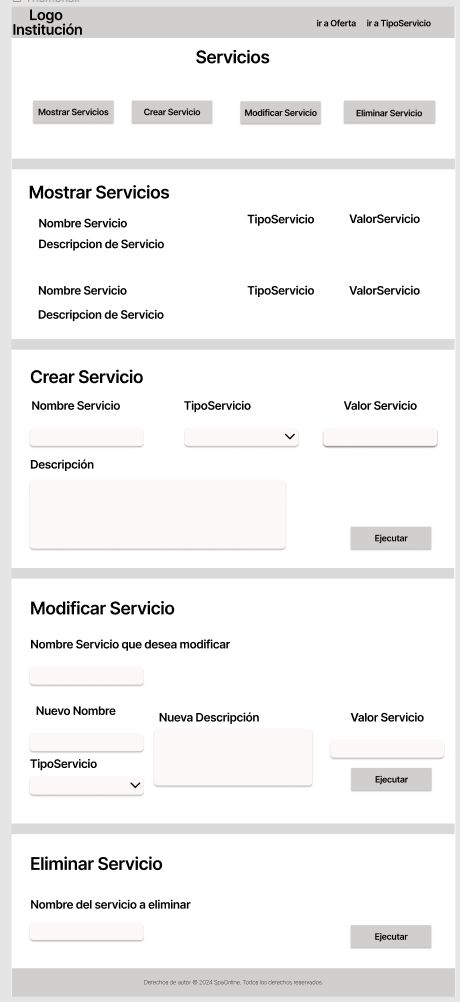 Logo
Institución
ir a Oferta ir a TipoServicio
Servicios
Mostrar Servicios Crear Servicio Modificar Servicio Eliminar Servicio
Mostrar Servicios
Nombre Servicio TipoServicio ValorServicio
Descripcion de Servicio
Nombre Servicio TipoServicio ValorServicio
Descripcion de Servicio
Crear Servicio
Nombre Servicio TipoServicio Valor Servicio
Descripción
Ejecutar
Modificar Servicio
Nombre Servicio que desea modificar
Nuevo Nombre Nueva Descripción Valor Servicio
TipoServicio
Ejecutar
Eliminar Servicio
Nombre del servicio a eliminar
Ejecutar
Derechos de autor © 2024 SpaOnline. Todos los derechos reservados.